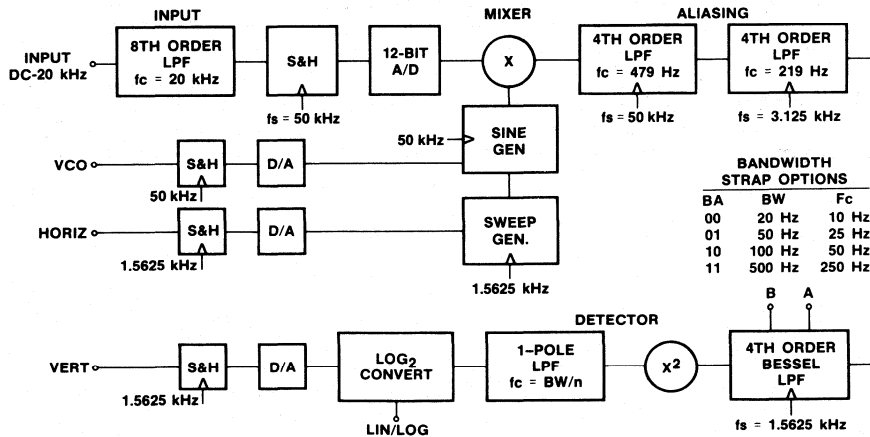 INPUT
MIXER
ALIASING
INPUT
DC-20 kHz
8TH ORDER
LPF
fc = 20 kHz
S&H
12-BIT
A/D
X
4TH ORDER
LPF
fc = 479 Hz
4TH ORDER
LPF
fc = 219 Hz
fs = 50 kHz
fs = 50 kHz
fs = 3.125 kHz
50 kHz
SINE
GEN
VCO
S&H
D/A
50 kHz
HORIZ
S&H
D/A
SWEEP
GEN.
1.5625 kHz
1.5625 kHz
BANDWIDTH
STRAP OPTIONS
BA BW Fc
00 20 Hz 10 Hz
01 50 Hz 25 Hz
10 100 Hz 50 Hz
11 500 Hz 250 Hz
B A
DETECTOR
VERT
S&H
D/A
LOG2
CONVERT
1-POLE
LPF
fc = BW/n
X²
4TH ORDER
BESSEL
LPF
1.5625 kHz
LIN/LOG
fs = 1.5625 kHz